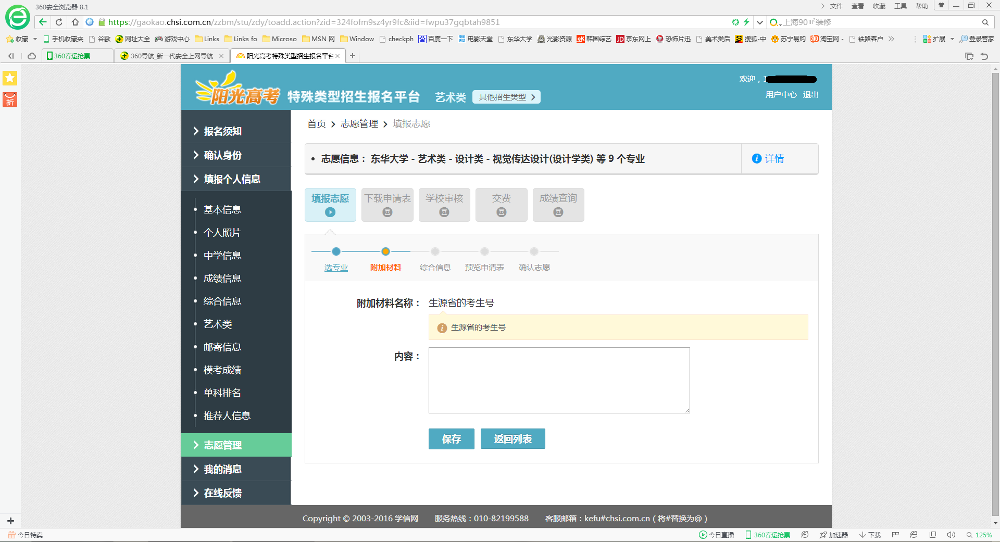 360安全浏览器 8.1
文件 查看 收藏 工具 帮助
https://gaokao.chsi.com.cn/zzbm/stu/zdy/toadd.action?zid=324fofm9sz4yr9fc&iid=fwpu37gqbtah9851
上海90㎡装修
收藏 手机收藏夹 谷歌 网址大全 游戏中心 Links Links fo Microso MSN 网 Window checkph 百度一下 电影天堂 东华大学 光影资源 韩国综艺 京东网上 恐怖片迅 美术类后 搜狐-中 苏宁易购 淘宝网 - 铁路客户 扩展 登录管家
360春运抢票 360导航_新一代安全上网导航 阳光高考特殊类型招生报名平台
折
阳光高考 特殊类型招生报名平台 艺术类 其他招生类型
欢迎，1
用户中心 退出
报名须知
确认身份
填报个人信息
基本信息
个人照片
中学信息
成绩信息
综合信息
艺术类
邮寄信息
模考成绩
单科排名
推荐人信息
志愿管理
我的消息
在线反馈
首页 志愿管理 填报志愿
志愿信息： 东华大学 - 艺术类 - 设计类 - 视觉传达设计(设计学类) 等 9 个专业
详情
填报志愿 下载申请表 学校审核 交费 成绩查询
选专业 附加材料 综合信息 预览申请表 确认志愿
附加材料名称： 生源省的考生号
生源省的考生号
内容：
保存 返回列表
Copyright © 2003-2016 学信网 服务热线：010-82199588 客服邮箱：kefu#chsi.com.cn ( 将#替换为@ )
今日特卖
今日直播 360春运抢票 加速器 下载 125%